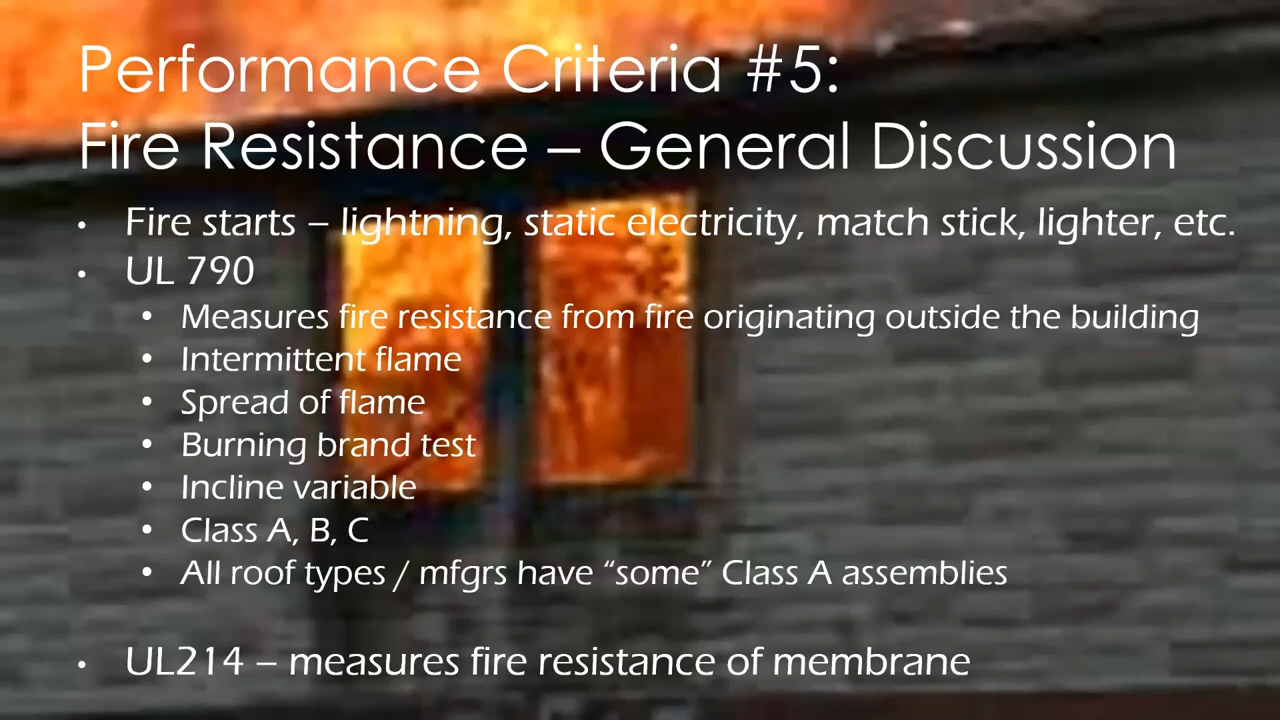 Performance Criteria #5:
Fire Resistance – General Discussion
• Fire starts – lightning, static electricity, match stick, lighter, etc.
• UL 790
• Measures fire resistance from fire originating outside the building
• Intermittent flame
• Spread of flame
• Burning brand test
• Incline variable
• Class A, B, C
• All roof types / mfgrs have “some” Class A assemblies
• UL214 – measures fire resistance of membrane